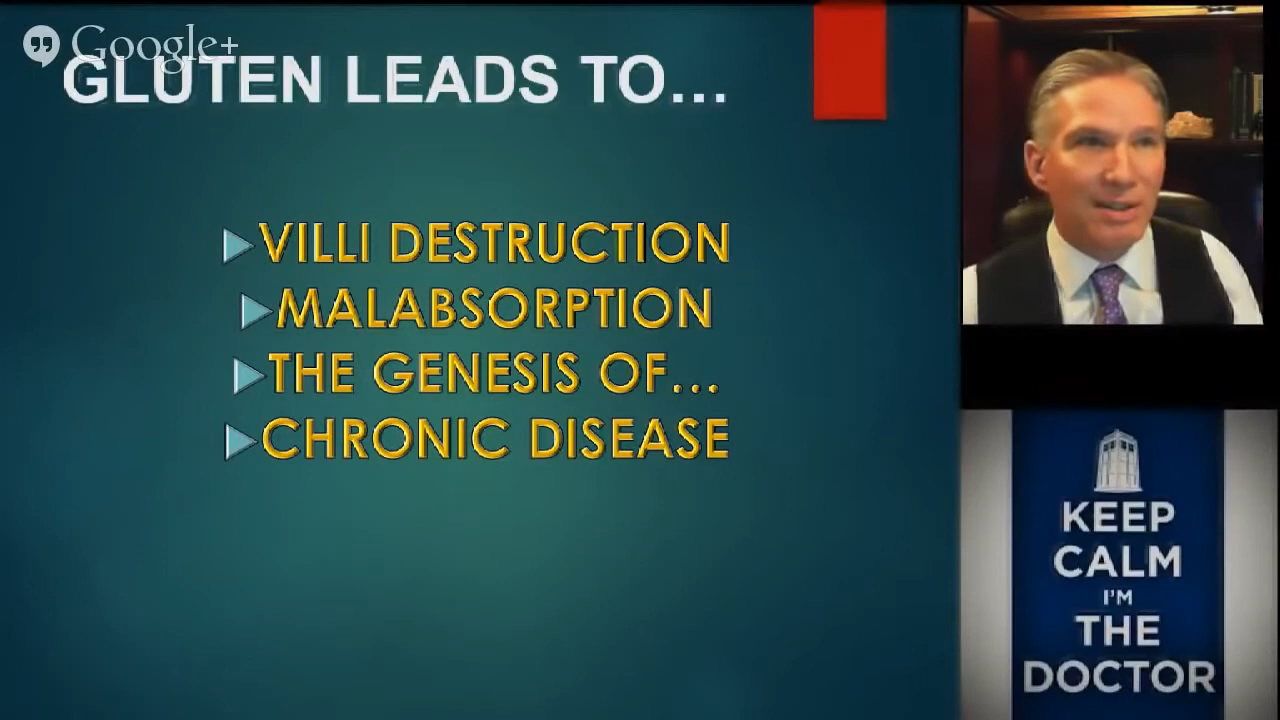 Google+
GLUTEN LEADS TO...
VILLI DESTRUCTION
MALABSORPTION
THE GENESIS OF...
CHRONIC DISEASE
KEEP
CALM
I'M
THE
DOCTOR